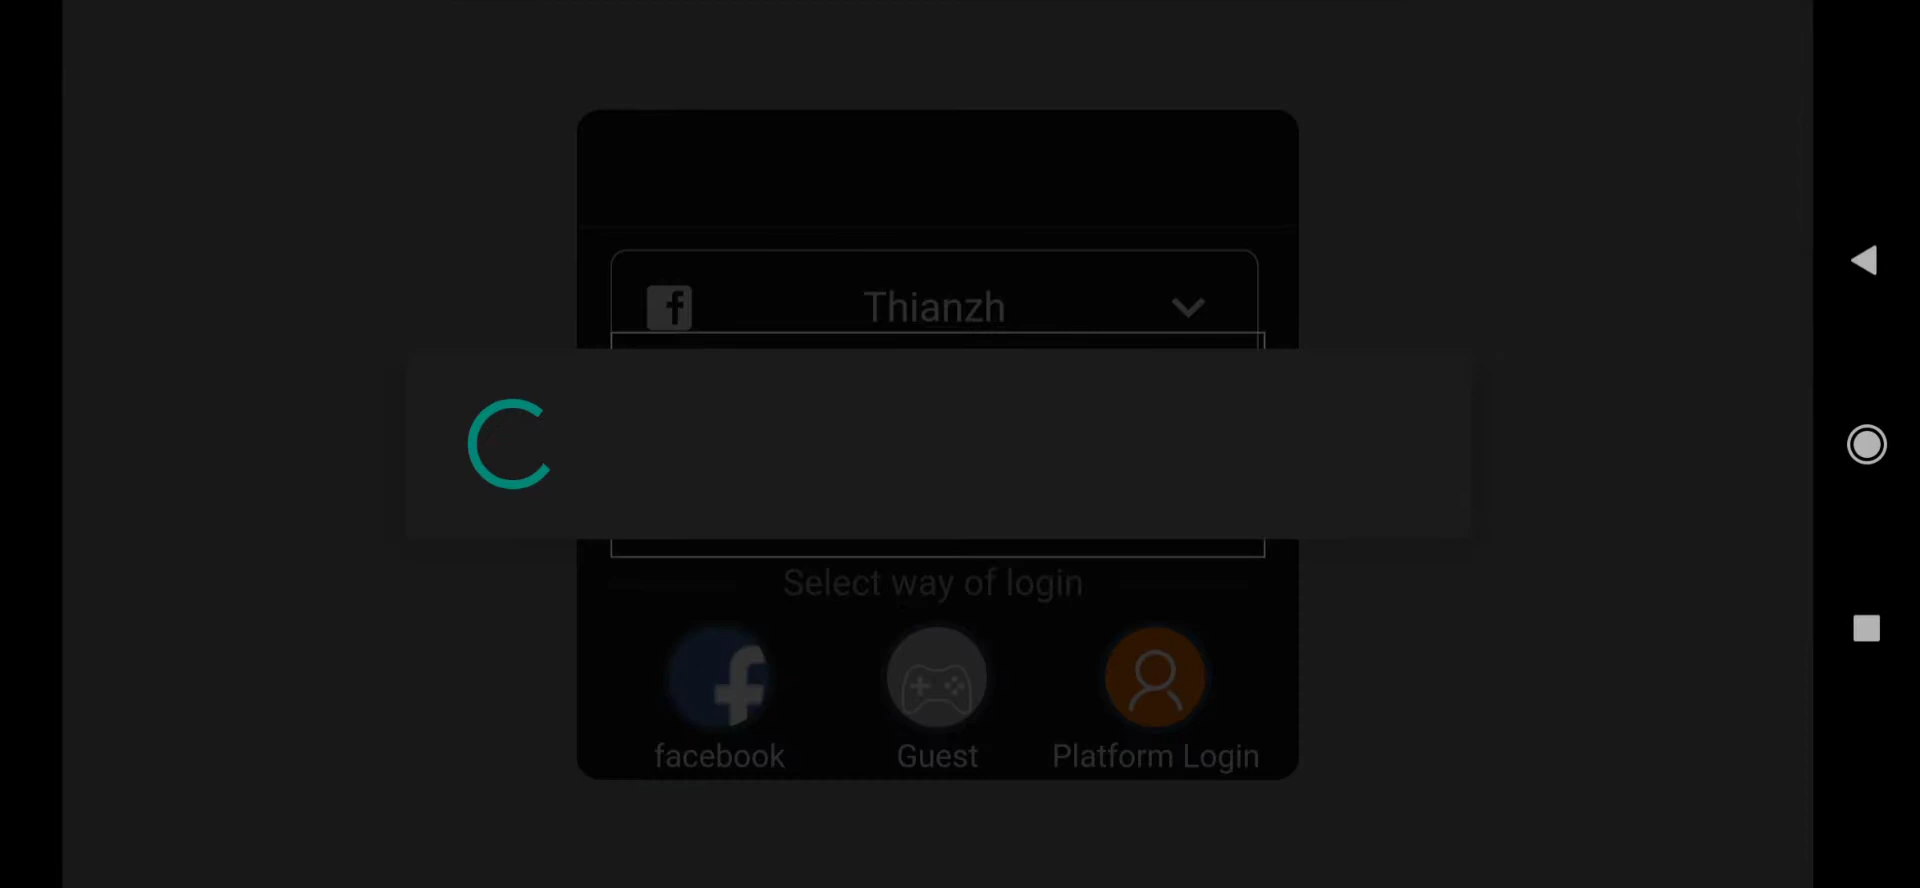 Thianzh
Select way of login
facebook
Guest
Platform Login